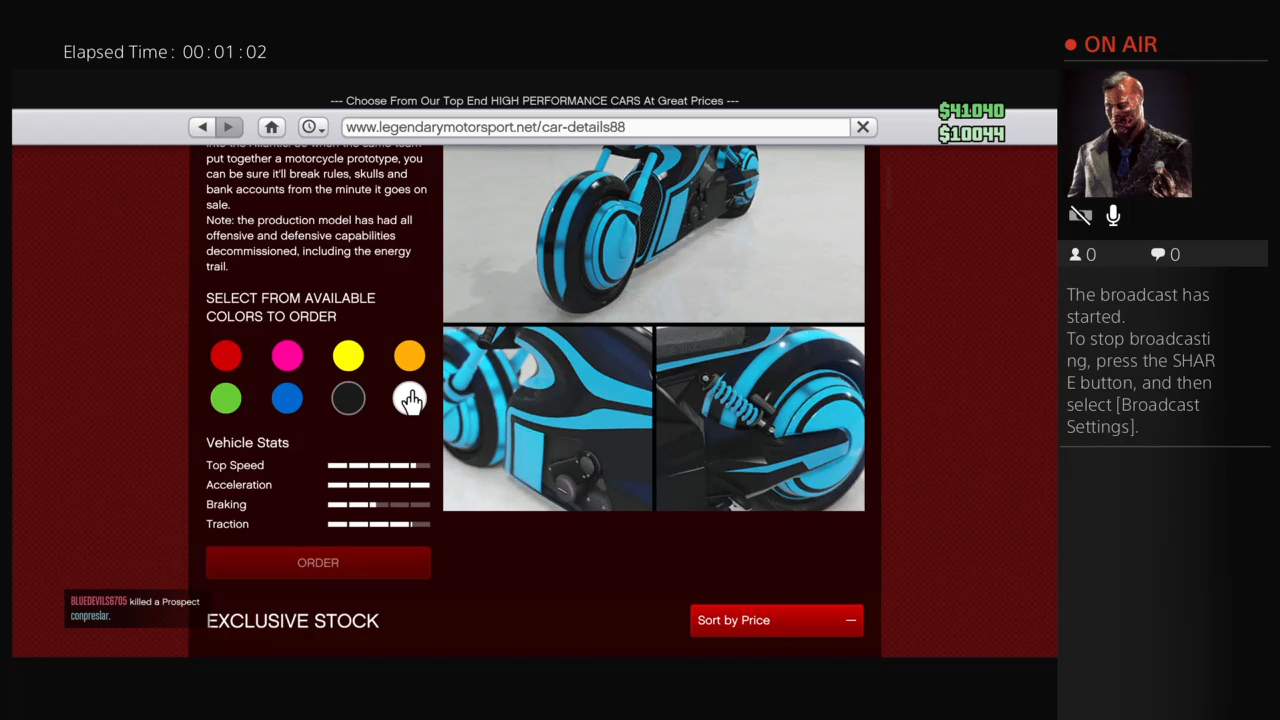 Elapsed Time: 00:01:02
ON AIR
--- Choose From Our Top End HIGH PERFORMANCE CARS At Great Prices ---
$41040
www.legendarymotorsport.net/car-details88
$10044
put together a motorcycle prototype, you
can be sure it'll break rules, skulls and
bank accounts from the minute it goes on
sale.
Note: the production model has had all
offensive and defensive capabilities
decommissioned, including the energy
trail.
SELECT FROM AVAILABLE
COLORS TO ORDER
Vehicle Stats
Top Speed
Acceleration
Braking
Traction
ORDER
BLUEDEVILS6705 killed a Prospect
conpreslar.
EXCLUSIVE STOCK
Sort by Price
0
0
The broadcast has
started.
To stop broadcasti
ng, press the SHAR
E button, and then
select [Broadcast
Settings].